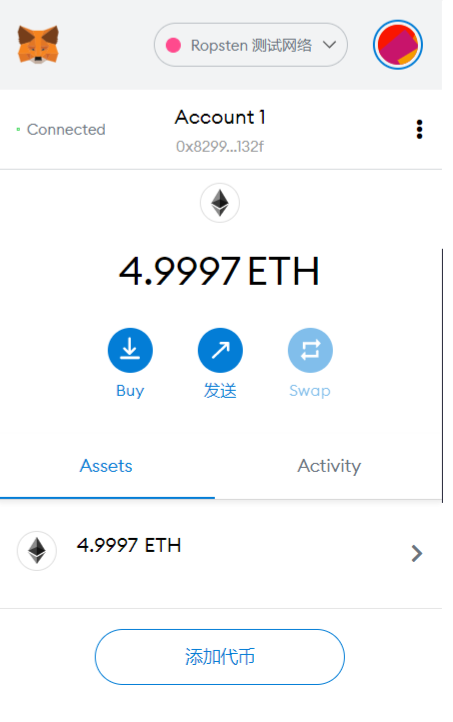 Ropsten 测试网络
Connected
Account 1
0x8299...132f
4.9997 ETH
Buy 发送 Swap
Assets Activity
4.9997 ETH
添加代币